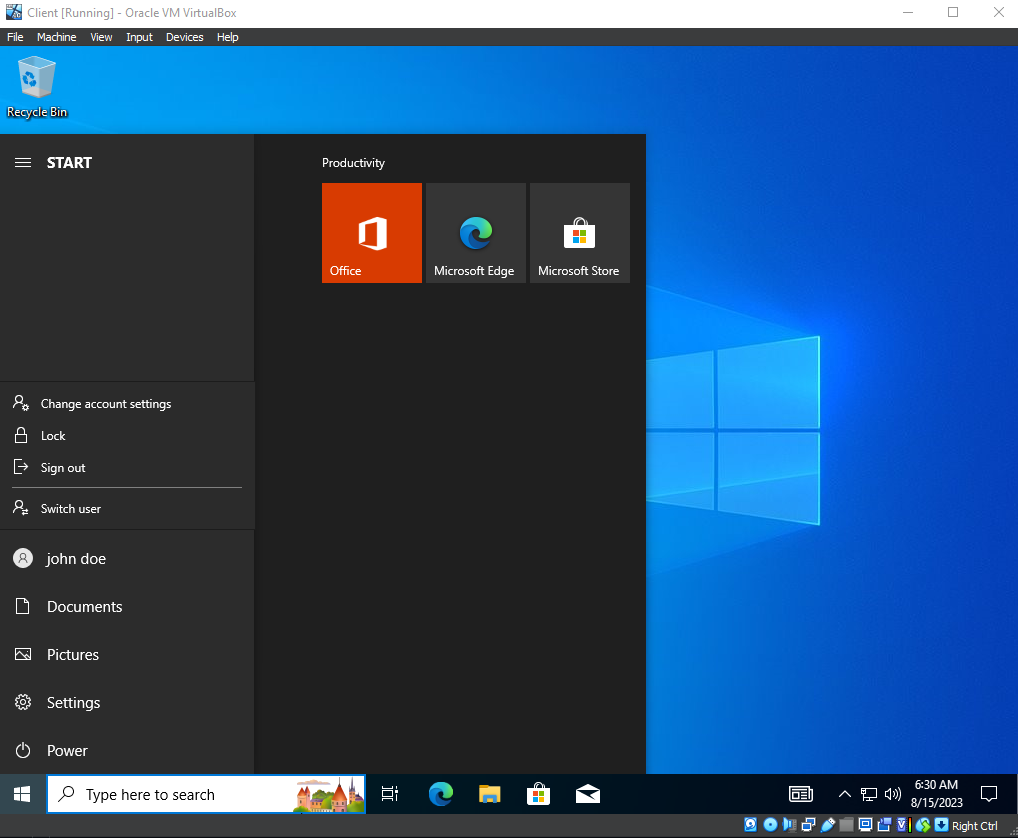 Client [Running] - Oracle VM VirtualBox
File Machine View Input Devices Help
Recycle Bin
START
Productivity
Office
Microsoft Edge
Microsoft Store
Change account settings
Lock
Sign out
Switch user
john doe
Documents
Pictures
Settings
Power
Type here to search
6:30 AM
8/15/2023
Right Ctrl